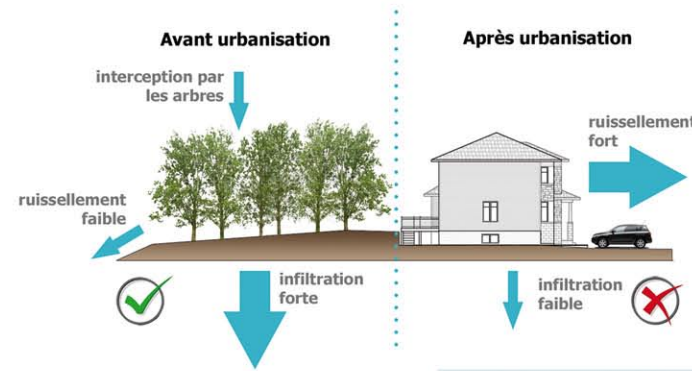 Avant urbanisation
interception par
les arbres
ruissellement
faible
infiltration
forte
Après urbanisation
ruissellement
fort
infiltration
faible